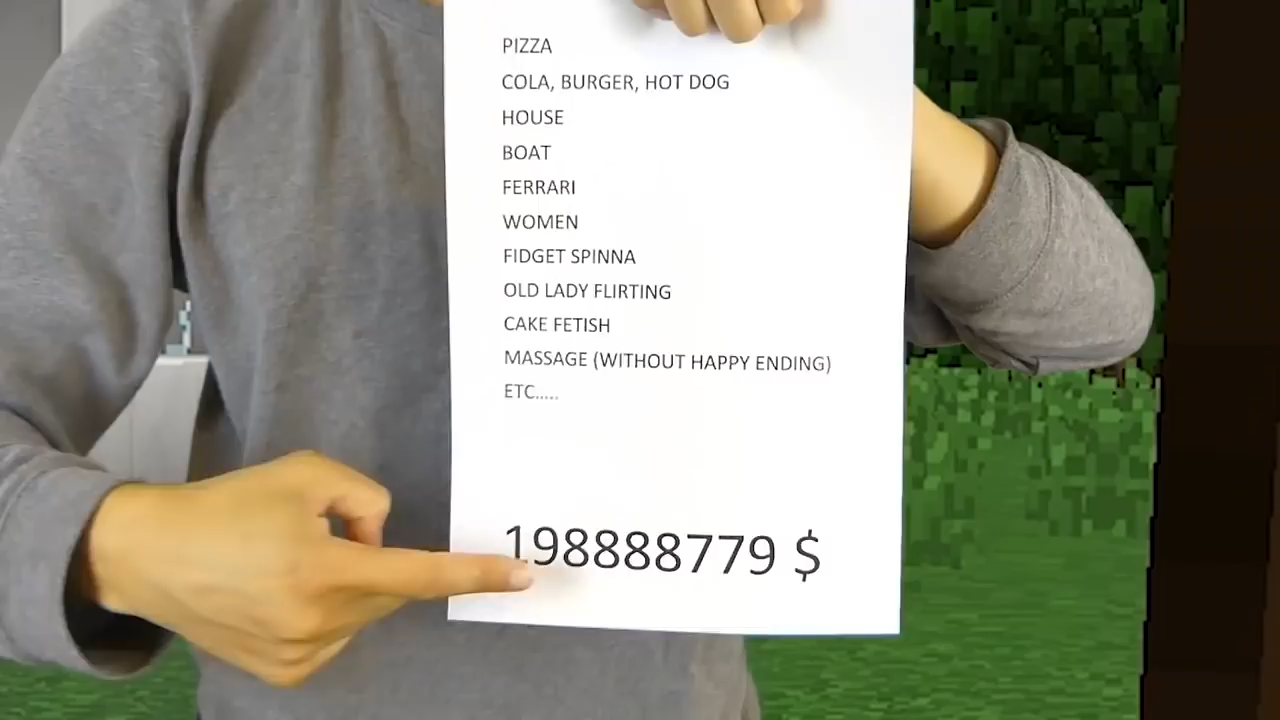 PIZZA
COLA, BURGER, HOT DOG
HOUSE
BOAT
FERRARI
WOMEN
FIDGET SPINNA
OLD LADY FLIRTING
CAKE FETISH
MASSAGE (WITHOUT HAPPY ENDING)
ETC.....
198888779 $